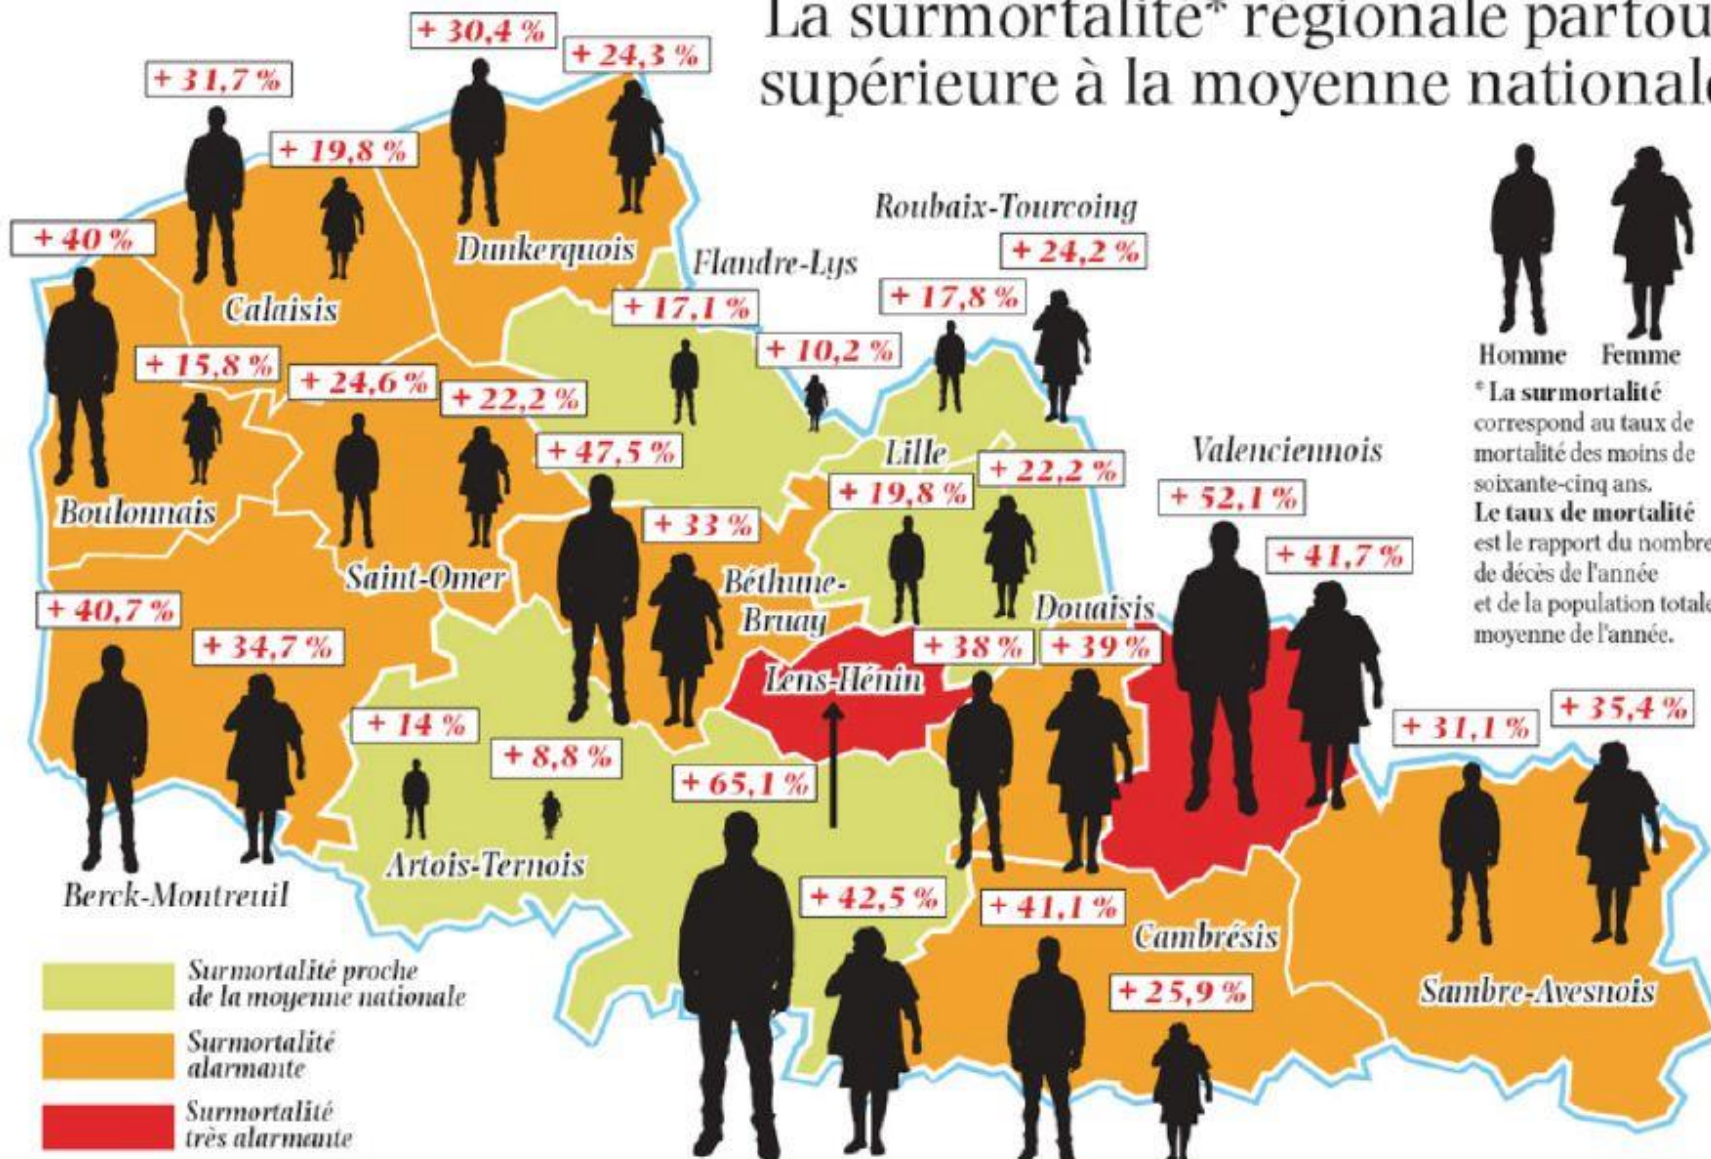 La surmortalité* régionale partou
supérieure à la moyenne nationale
+ 30,4 %
+ 24,3 %
+ 31,7 %
+ 19,8 %
+ 40 %
Dunkerquois
Calaisis
Flandre-Lys
+ 17,1 %
+ 10,2 %
Roubaix-Tourcoing
+ 24,2 %
+ 17,8 %
Homme Femme
* La surmortalité
correspond au taux de
mortalité des moins de
soixante-cinq ans.
Le taux de mortalité
est le rapport du nombre
de décès de l'année
et de la population totale
moyenne de l'année.
+ 15,8 %
+ 24,6 %
+ 22,2 %
+ 47,5 %
Boulonnais
Saint-Omer
+ 33 %
Béthune-
Bruay
Lille
+ 22,2 %
+ 19,8 %
Valenciennois
+ 52,1 %
+ 41,7 %
Douaisis
+ 38 %
+ 39 %
Lens-Hénin
+ 40,7 %
+ 34,7 %
+ 14 %
+ 8,8 %
+ 65,1 %
+ 31,1 %
+ 35,4 %
Artois-Ternois
Berck-Montreuil
+ 42,5 %
+ 41,1 %
Cambrésis
+ 25,9 %
Sambre-Avesnois
Surmortalité proche
de la moyenne nationale
Surmortalité
alarmante
Surmortalité
très alarmante